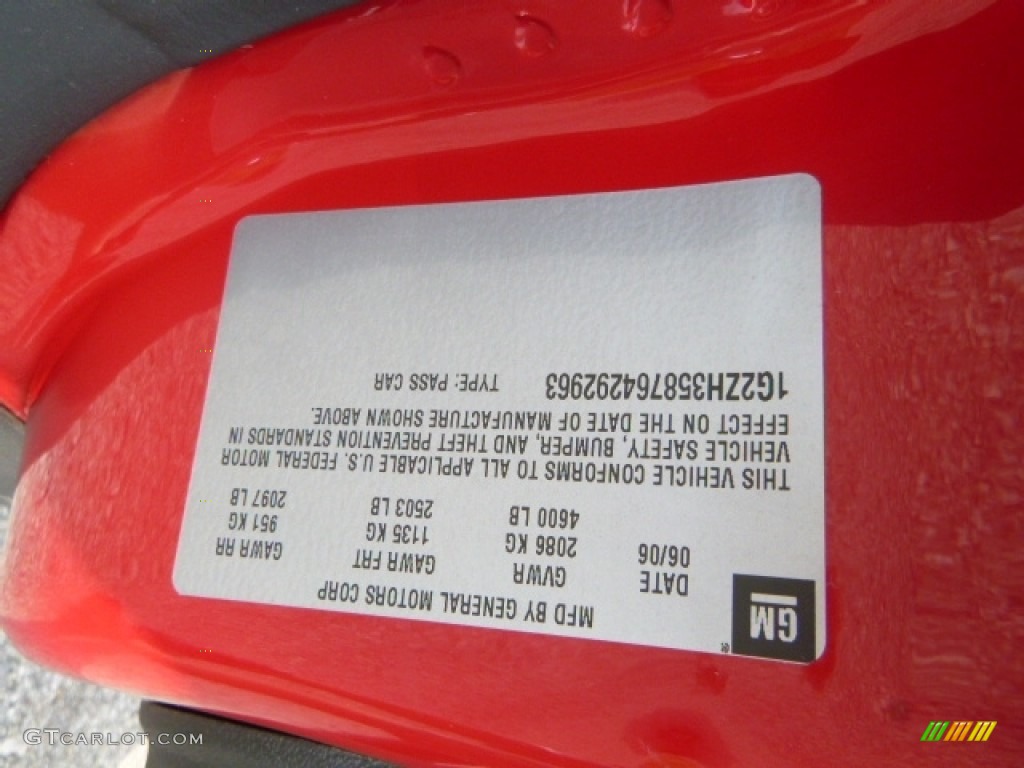 GM
®
MFD BY GENERAL MOTORS CORP
DATE GVWR GAWR FRT GAWR RR
06/06 2086 KG 1135 KG 951 KG
4600 LB 2503 LB 2097 LB
THIS VEHICLE CONFORMS TO ALL APPLICABLE U.S. FEDERAL MOTOR
VEHICLE SAFETY, BUMPER, AND THEFT PREVENTION STANDARDS IN
EFFECT ON THE DATE OF MANUFACTURE SHOWN ABOVE.
1G2ZH358764292963 TYPE: PASS CAR
GTCARLOT.COM